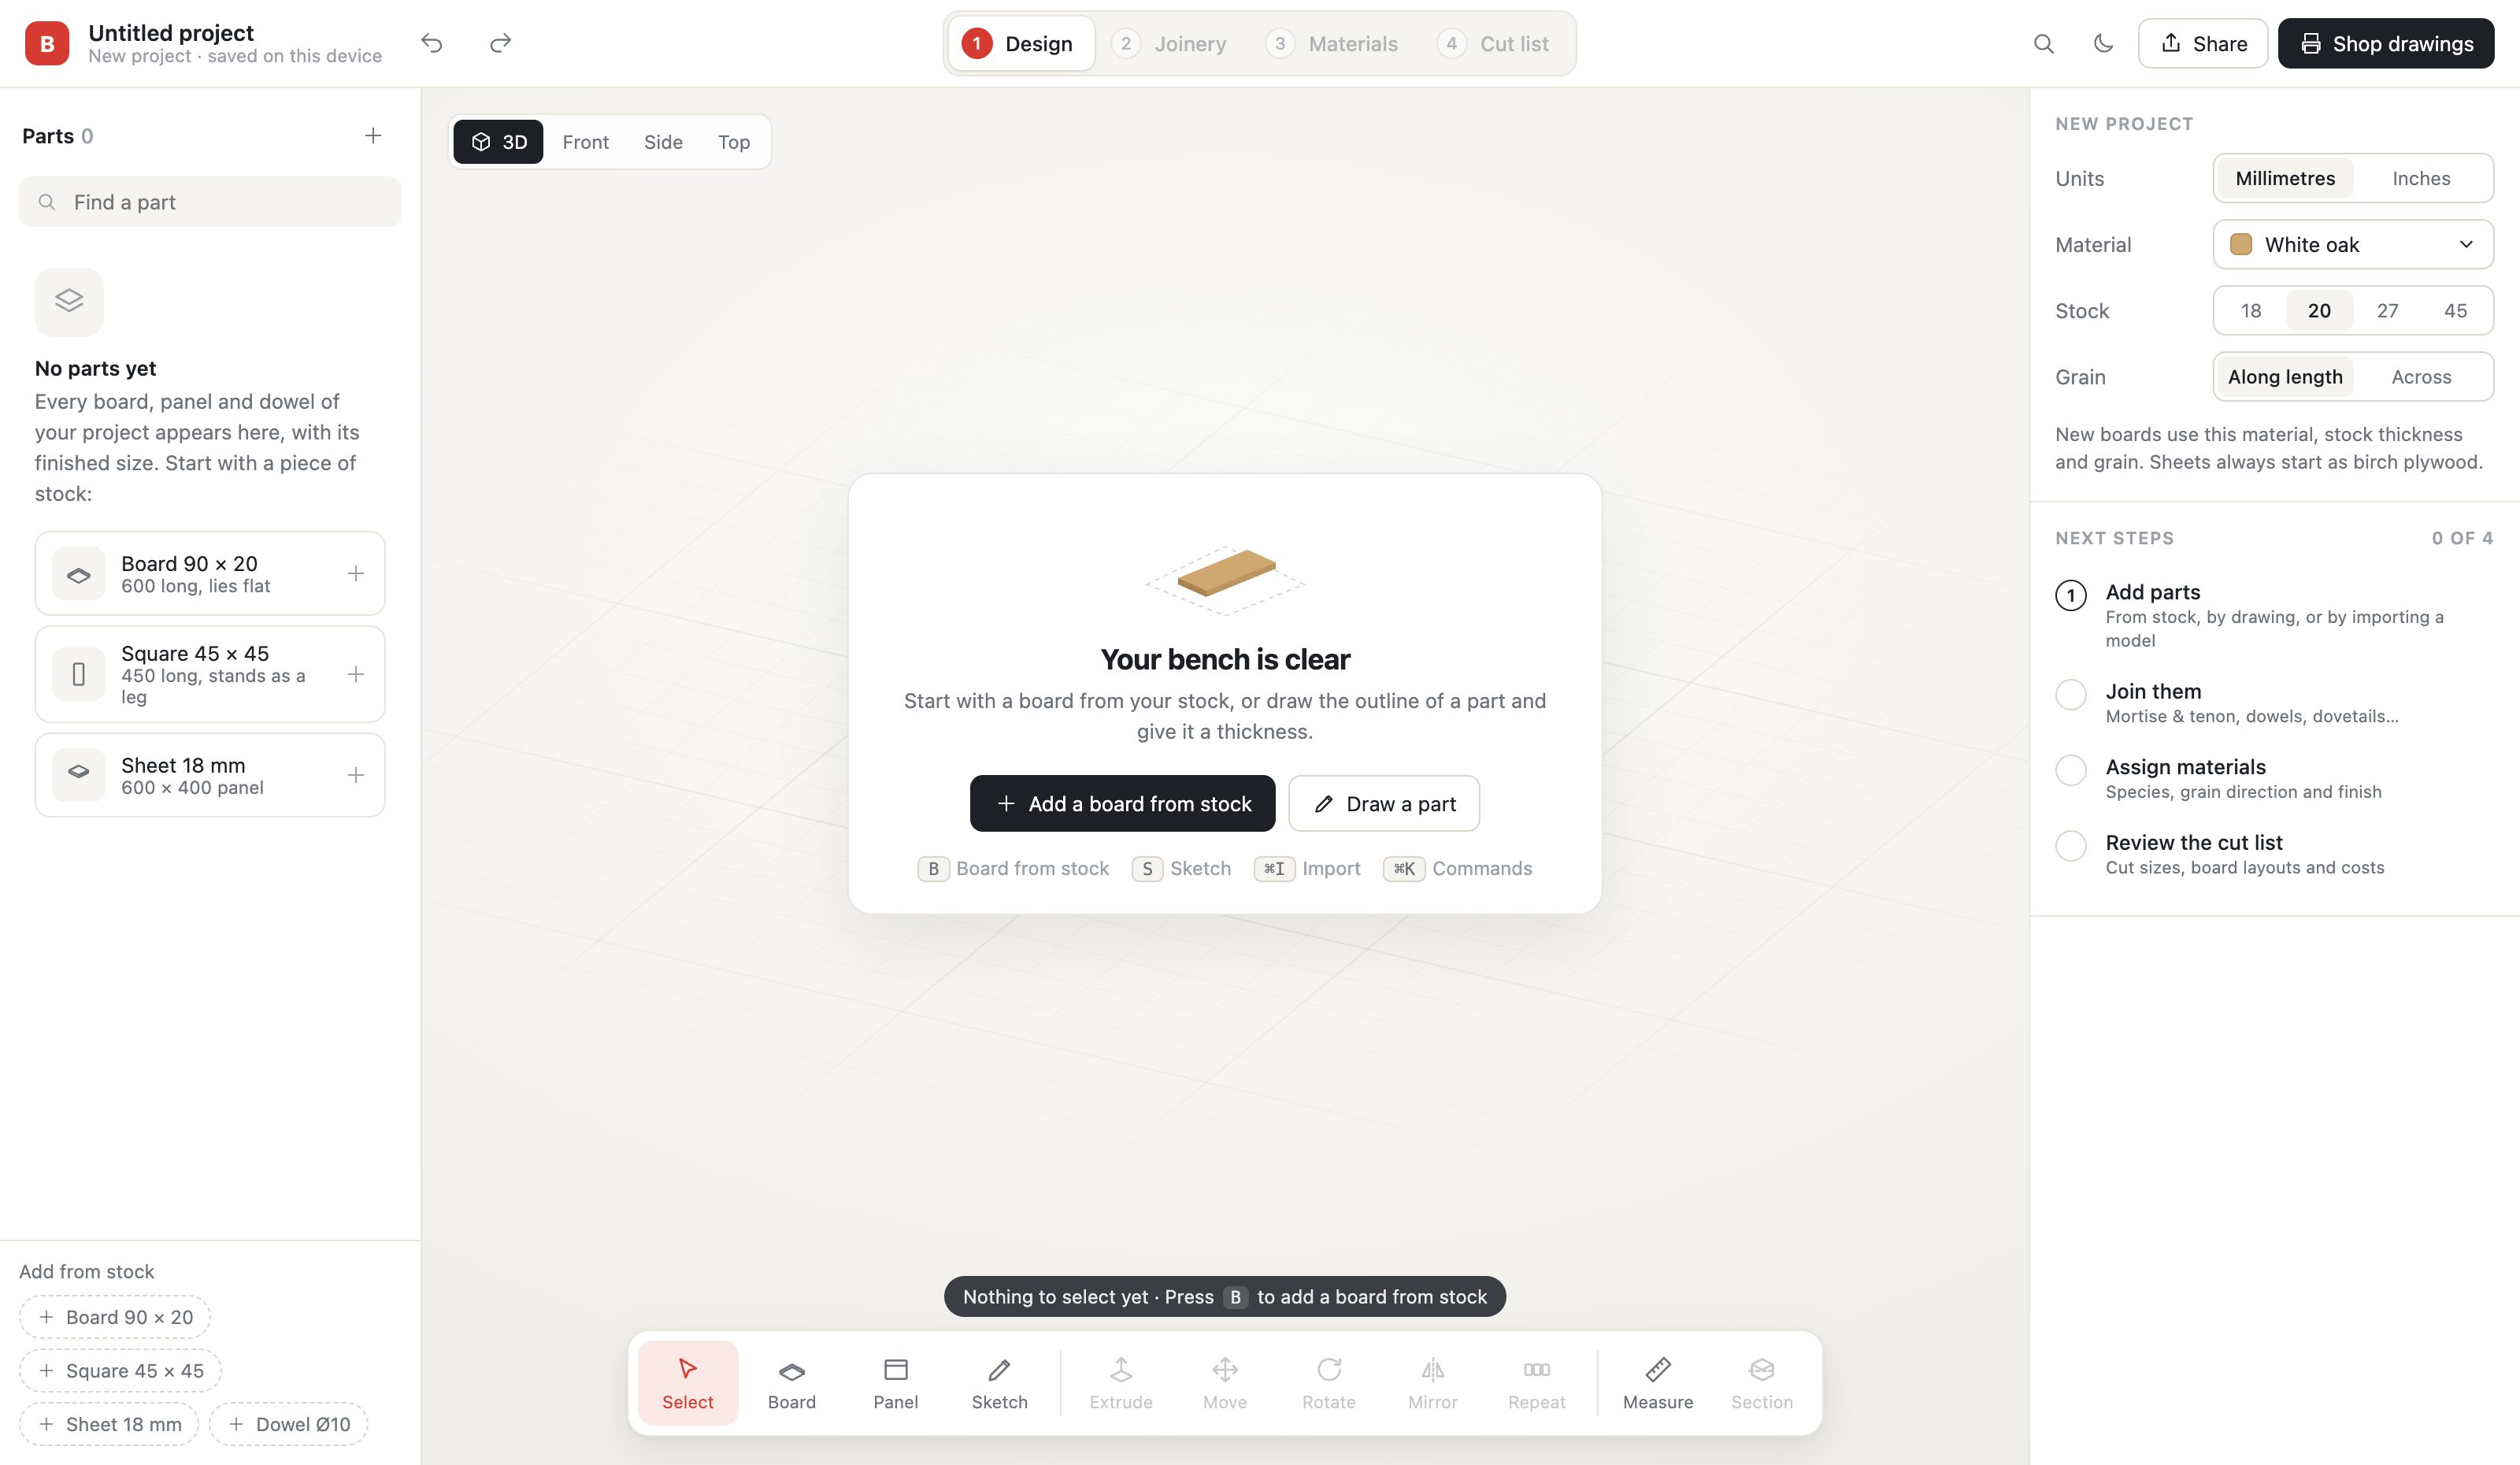 B
Untitled project
New project · saved on this device
1 Design
2 Joinery
3 Materials
4 Cut list
Share
Shop drawings
Parts 0
Find a part
No parts yet
Every board, panel and dowel of
your project appears here, with its
finished size. Start with a piece of
stock:
Board 90 × 20
600 long, lies flat
Square 45 × 45
450 long, stands as a
leg
Sheet 18 mm
600 × 400 panel
Add from stock
Board 90 × 20
Square 45 × 45
Sheet 18 mm
Dowel Ø10
3D
Front
Side
Top
Your bench is clear
Start with a board from your stock, or draw the outline of a part and
give it a thickness.
Add a board from stock
Draw a part
B Board from stock
S Sketch
⌘I Import
⌘K Commands
Nothing to select yet · Press B to add a board from stock
Select
Board
Panel
Sketch
Extrude
Move
Rotate
Mirror
Repeat
Measure
Section
NEW PROJECT
Units
Millimetres
Inches
Material
White oak
Stock
18
20
27
45
Grain
Along length
Across
New boards use this material, stock thickness
and grain. Sheets always start as birch plywood.
NEXT STEPS
0 OF 4
1
Add parts
From stock, by drawing, or by importing a
model
Join them
Mortise & tenon, dowels, dovetails...
Assign materials
Species, grain direction and finish
Review the cut list
Cut sizes, board layouts and costs